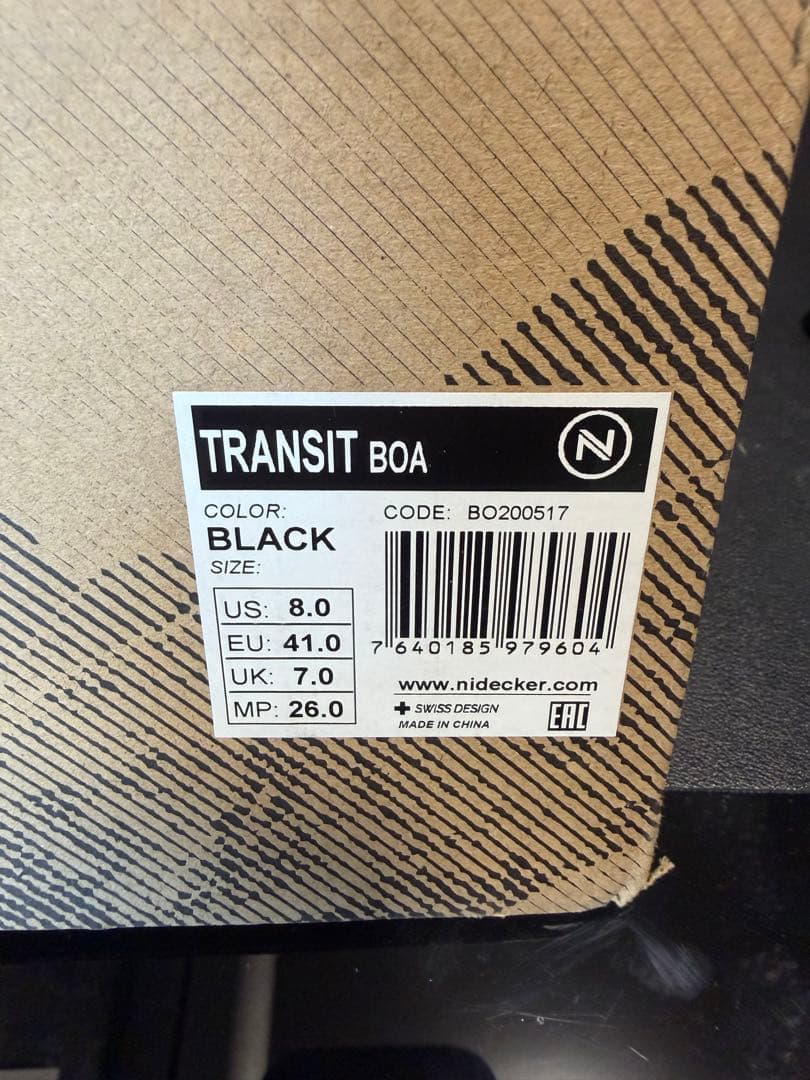 TRANSIT BOA
N
COLOR:
BLACK
CODE: BO200517
SIZE:
US: 8.0
EU: 41.0
UK: 7.0
MP: 26.0
7 640185 979604
www.nidecker.com
SWISS DESIGN
MADE IN CHINA
EAC